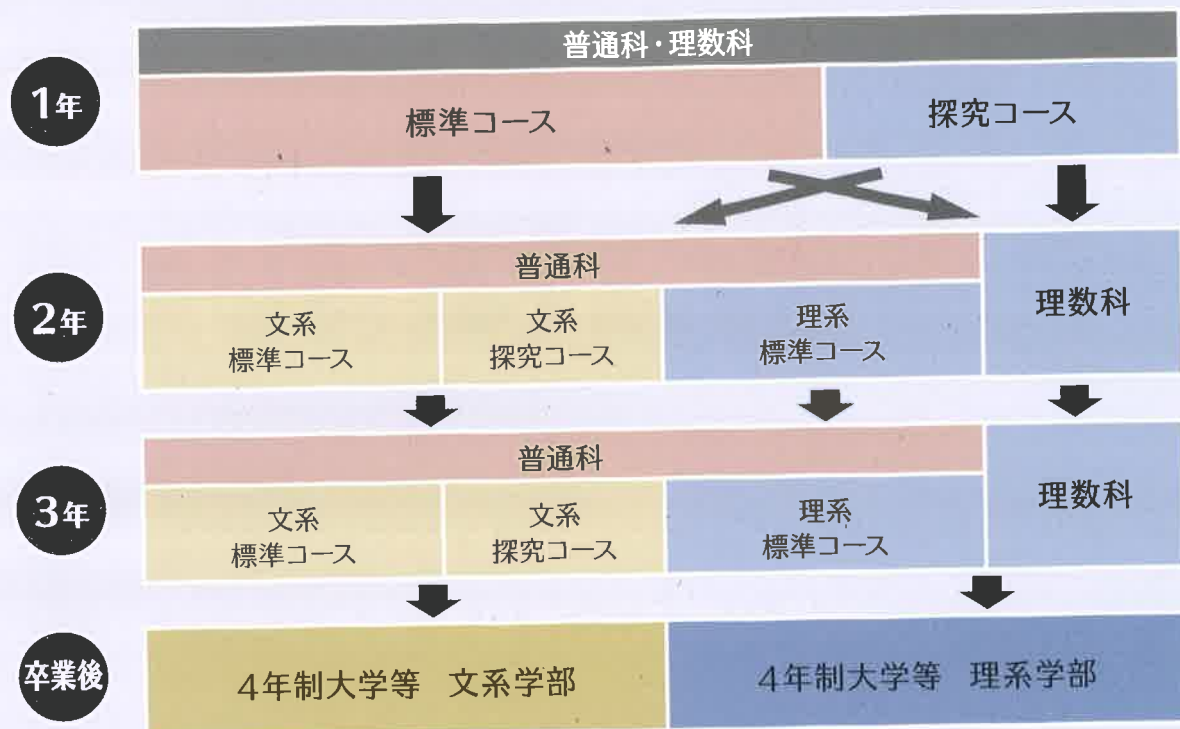 普通科・理数科
1年
標準コース
探究コース
2年
普通科
文系
標準コース
文系
探究コース
理系
標準コース
理数科
3年
普通科
文系
標準コース
文系
探究コース
理系
標準コース
理数科
卒業後
4年制大学等 文系学部
4年制大学等 理系学部